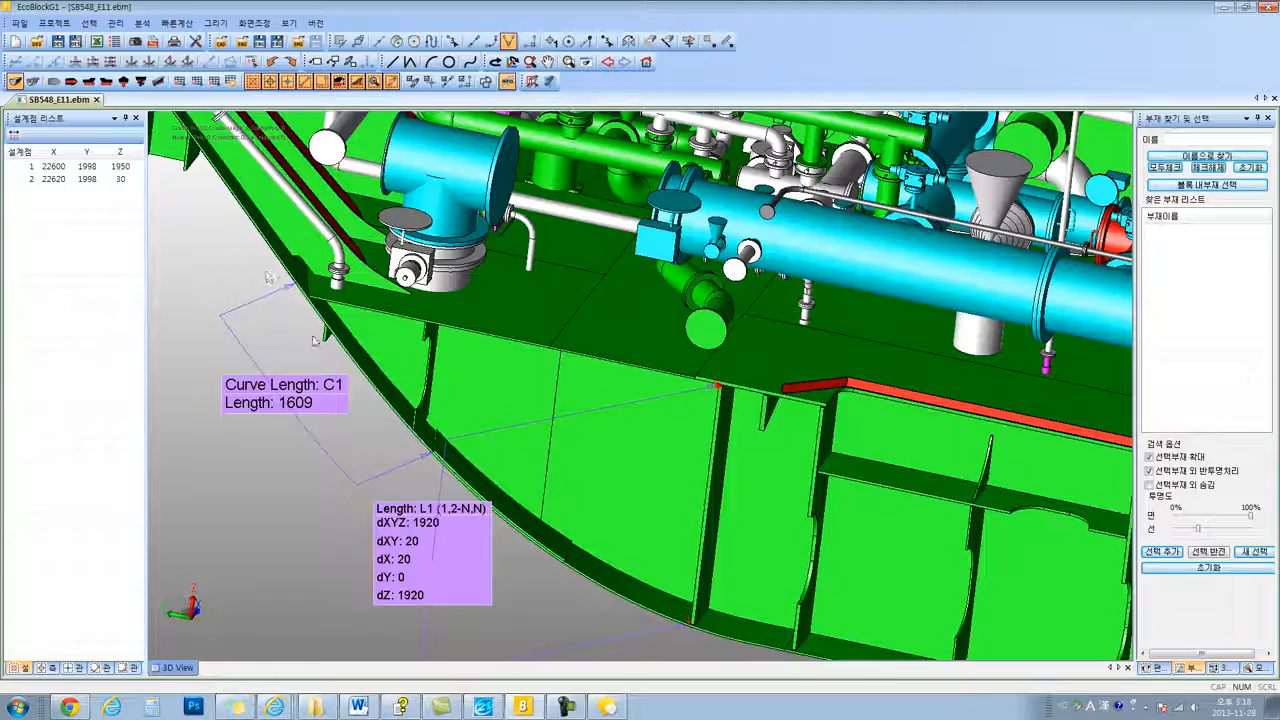 EcoBlockG1 - [SB548_E11.ebm]
파일 프로젝트 선택 관리 분석 빠른계산 그리기 화면조정 보기 버전
SB548_E11.ebm
설계점 리스트
설계점 X Y Z
1 22600 1998 1950
2 22620 1998 30
Curve Length: C1
Length: 1609
Length: L1 (1,2-N,N)
dXYZ: 1920
dXY: 20
dX: 20
dY: 0
dZ: 1920
Z
3D View
부재 찾기 및 선택
이름
이름으로 찾기
모두체크 체크해제 초기화
블록 내부재 선택
찾은 부재 리스트
부재이름
검색 옵션
선택부재 확대
선택부재 외 반투명처리
선택부재 외 숨김
투명도
0% 100%
면
선
선택 추가 선택 반전 새 선택
초기화
CAP NUM SCRL
오후 3:18
2013-11-28